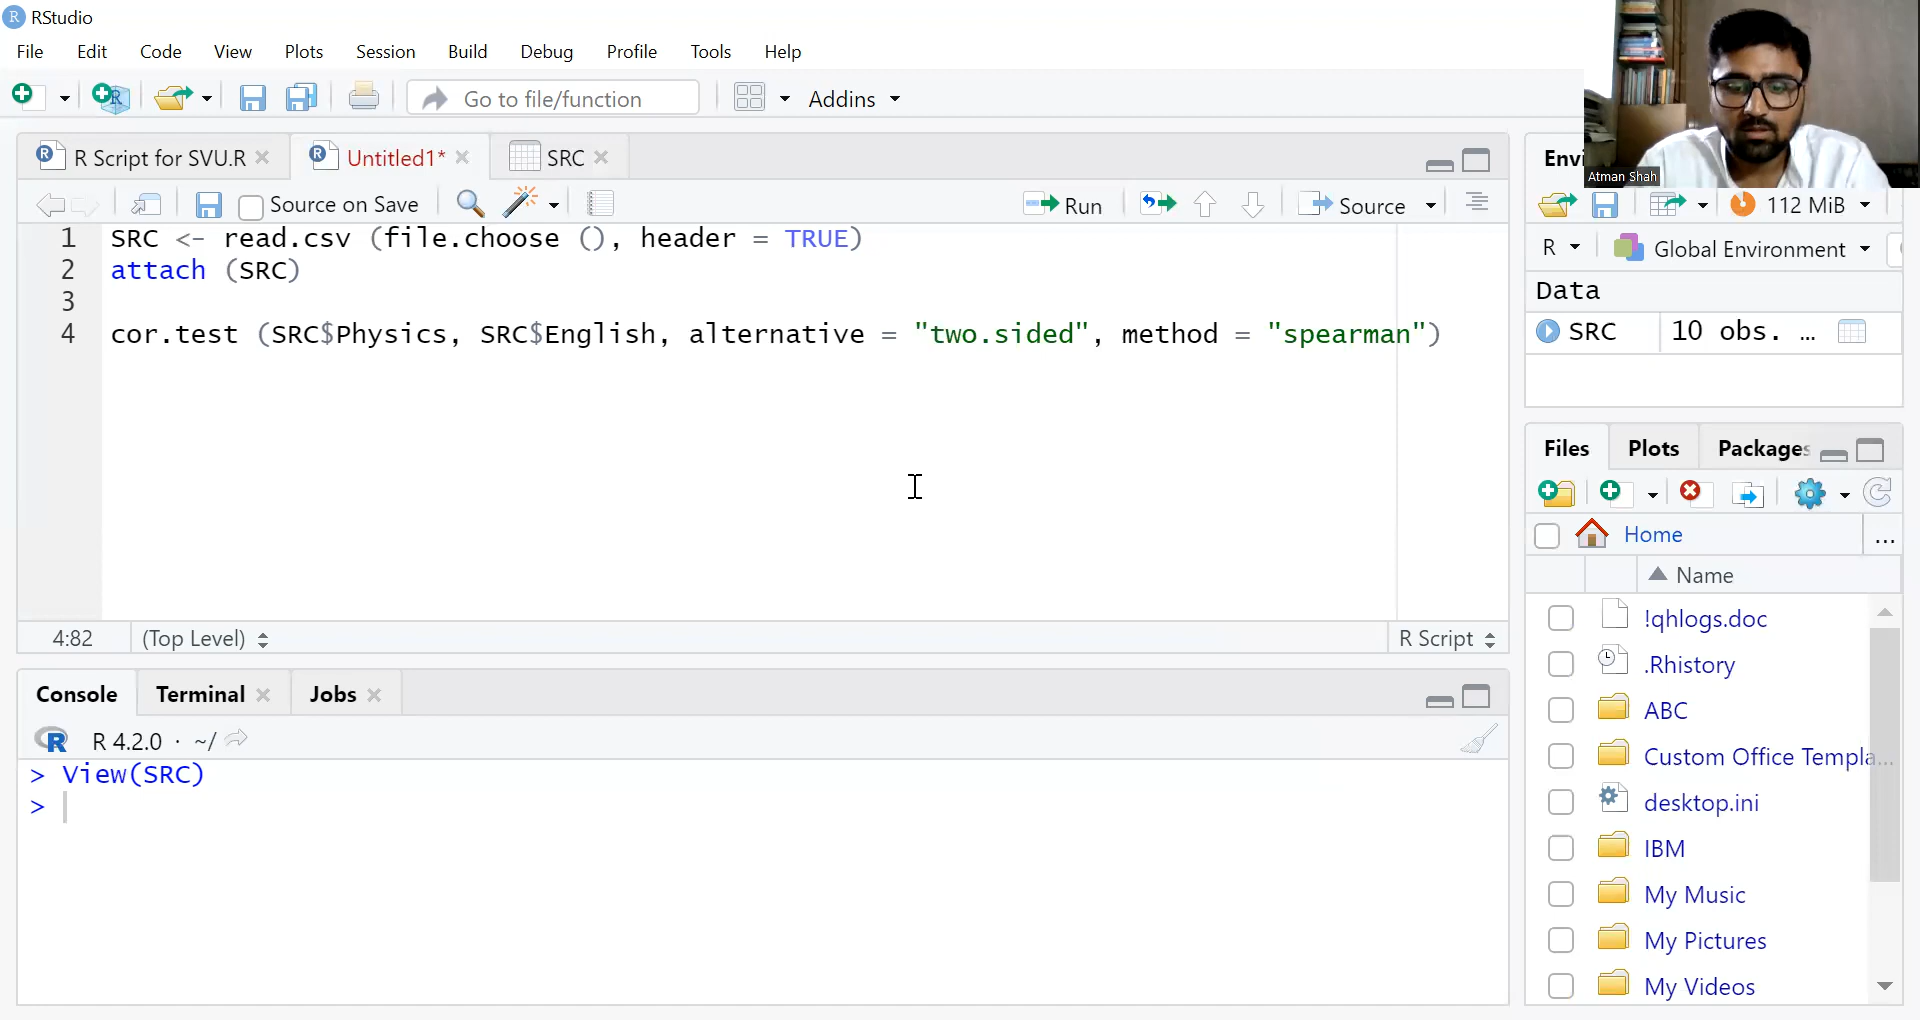 RStudio
File Edit Code View Plots Session Build Debug Profile Tools Help
Go to file/function Addins
R Script for SVU.R Untitled1* SRC
Source on Save Run Source
1 SRC <- read.csv (file.choose (), header = TRUE)
2 attach (SRC)
3
4 cor.test (SRC$Physics, SRC$English, alternative = "two.sided", method = "spearman")
4:82 (Top Level) R Script
Console Terminal Jobs
R 4.2.0 · ~/
> View(SRC)
>
Atman Shah
Envi
112 MiB
R Global Environment
Data
SRC 10 obs. …
Files Plots Packages
Home ...
Name
!qhlogs.doc
.Rhistory
ABC
Custom Office Templa...
desktop.ini
IBM
My Music
My Pictures
My Videos